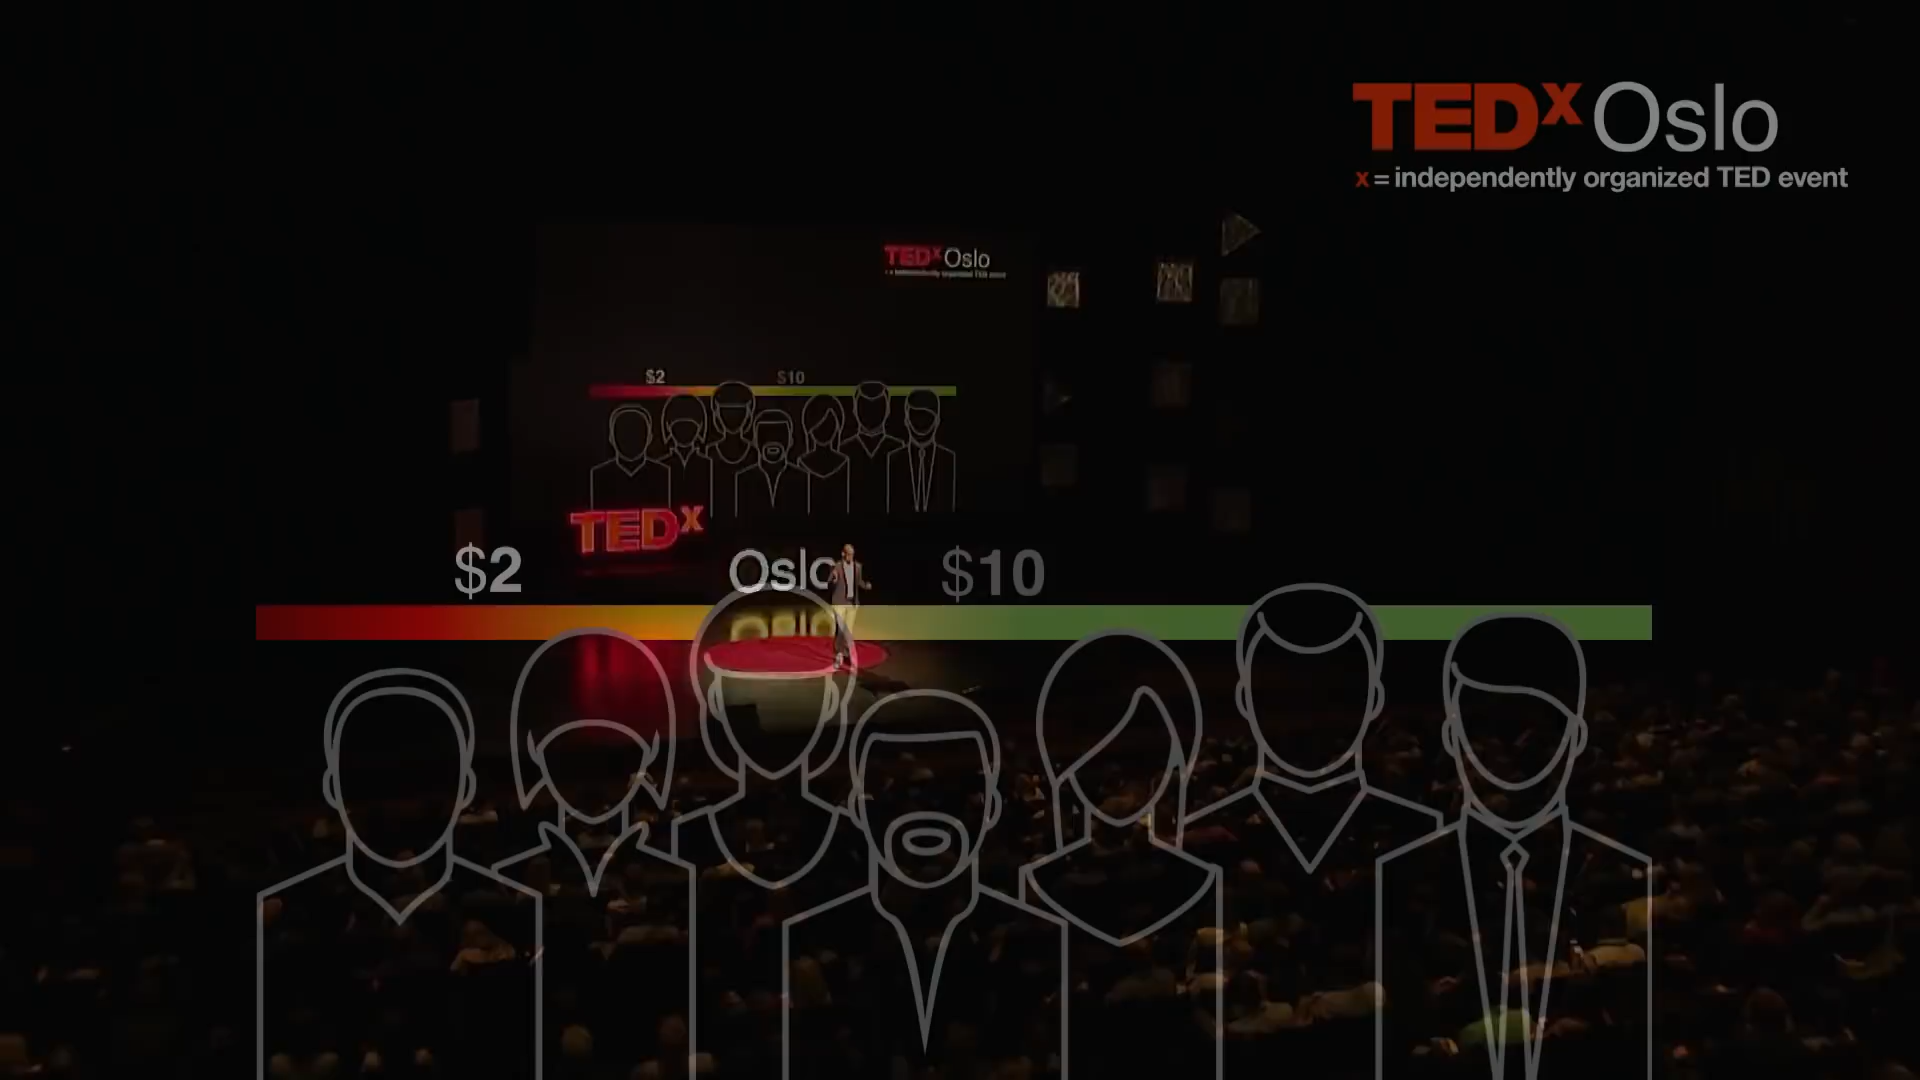 TEDx Oslo
x = independently organized TED event
TEDx Oslo
$2 $10
TEDx
Oslo
$2 $10